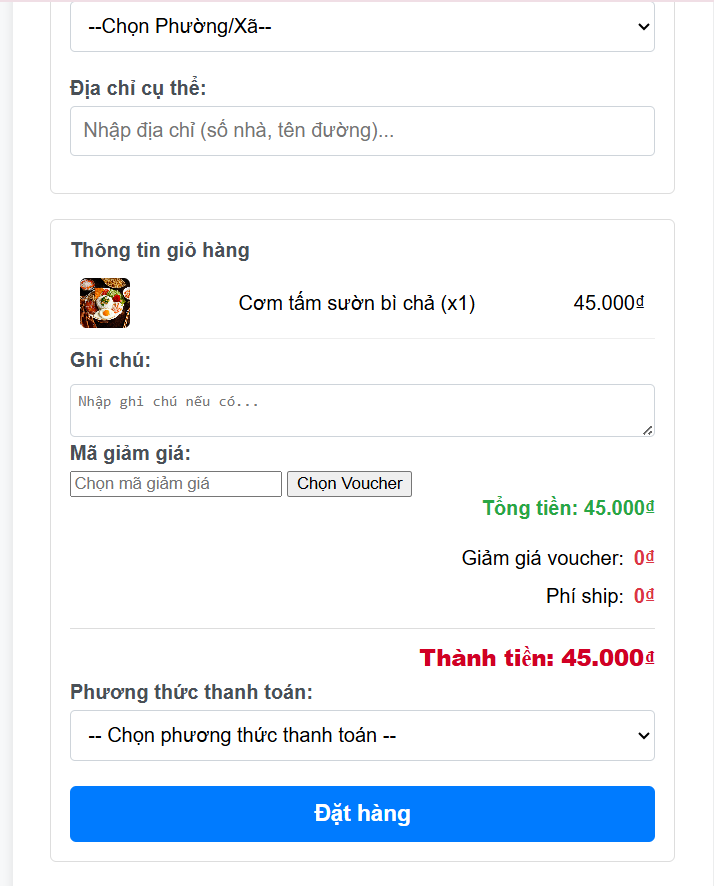 --Chọn Phường/Xã--
Địa chỉ cụ thể:
Nhập địa chỉ (số nhà, tên đường)...
Thông tin giỏ hàng
Cơm tấm sườn bì chả (x1) 45.000₫
Ghi chú:
Nhập ghi chú nếu có...
Mã giảm giá:
Chọn mã giảm giá Chọn Voucher
Tổng tiền: 45.000₫
Giảm giá voucher: 0₫
Phí ship: 0₫
Thành tiền: 45.000₫
Phương thức thanh toán:
-- Chọn phương thức thanh toán --
Đặt hàng